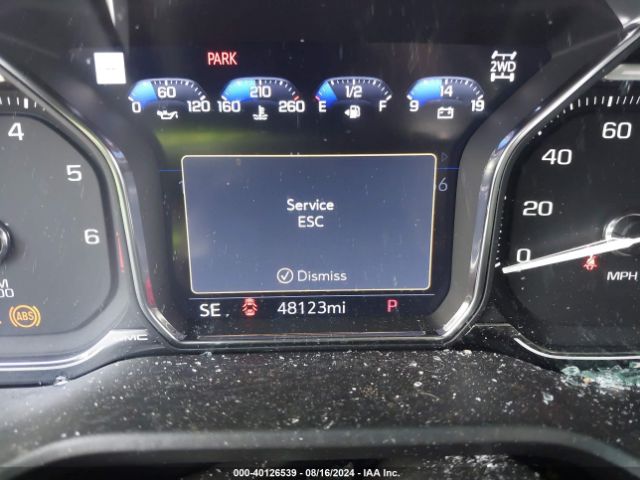 PARK
2WD
60 210 1/2 14
0 120 160 260 E F 9 19
4
5
6
60
40
20
0
MPH
Service
ESC
Dismiss
SE 48123mi P
ABS
GMC
000-40126539 - 08/16/2024 - IAA Inc.